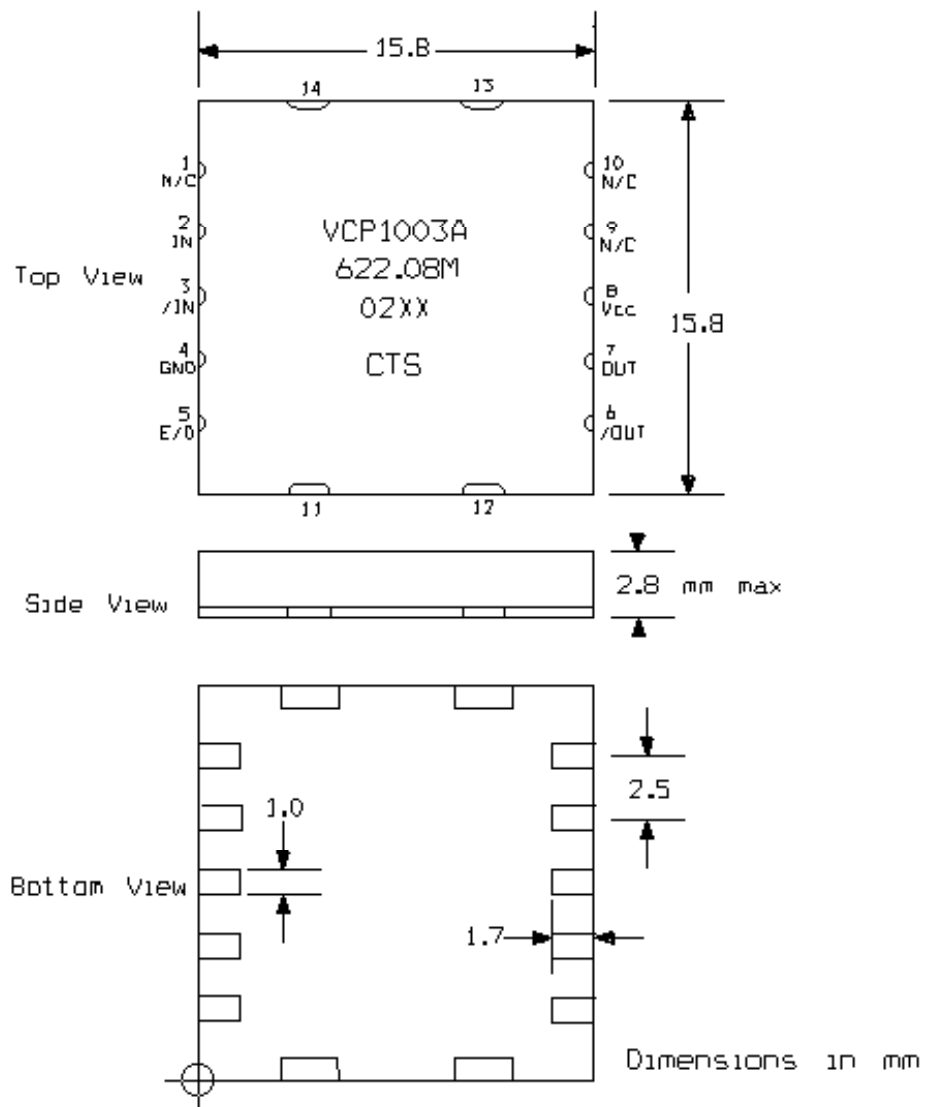 15.8
14 13
1
N/C
10
N/C
2
IN
9
N/C
VCP1003A
622.08M
02XX
CTS
Top View
3
/IN
8
Vcc
15.8
4
GND
7
OUT
5
E/D
6
/OUT
11 12
Side View
2.8 mm max
2.5
1.0
Bottom View
1.7
Dimensions in mm